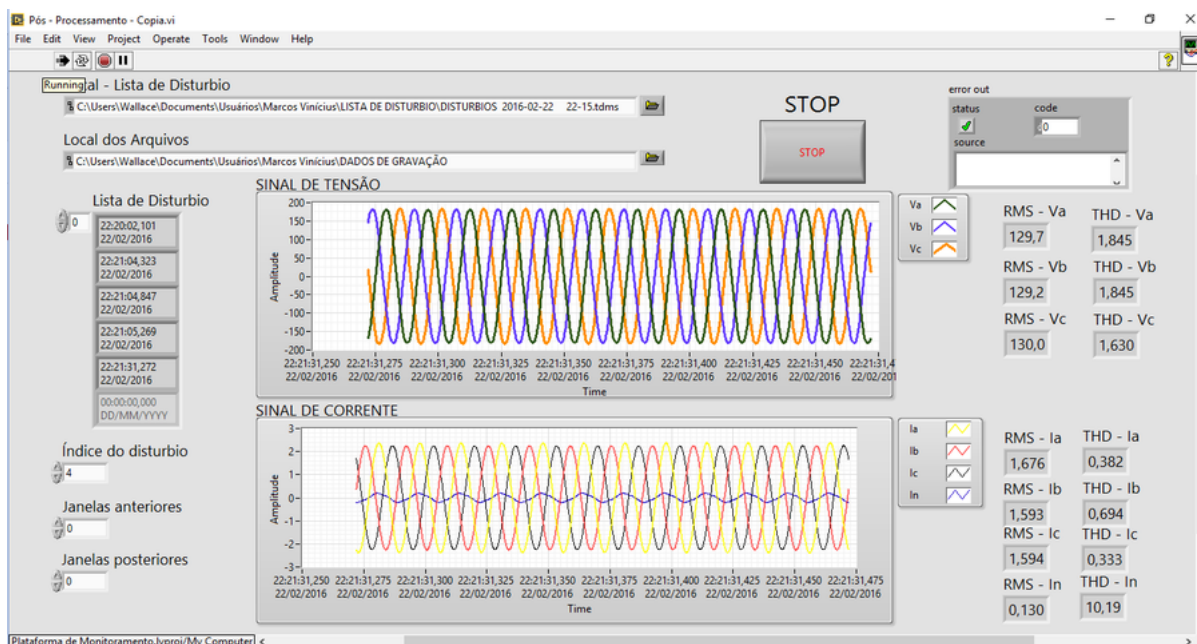 Pós - Processamento - Copia.vi
File Edit View Project Operate Tools Window Help
Running
al - Lista de Disturbio
C:\Users\Wallace\Documents\Usuários\Marcos Vinícius\LISTA DE DISTURBIO\DISTURBIOS 2016-02-22 22-15.tdms
Local dos Arquivos
C:\Users\Wallace\Documents\Usuários\Marcos Vinícius\DADOS DE GRAVAÇÃO
STOP
STOP
error out
status code
0
source
Lista de Disturbio
0
22:20:02,101
22/02/2016
22:21:04,323
22/02/2016
22:21:04,847
22/02/2016
22:21:05,269
22/02/2016
22:21:31,272
22/02/2016
00:00:00,000
DD/MM/YYYY
Índice do disturbio
4
Janelas anteriores
0
Janelas posteriores
0
SINAL DE TENSÃO
Amplitude
200
150
100
50
0
-50
-100
-150
-200
22:21:31,250 22:21:31,275 22:21:31,300 22:21:31,325 22:21:31,350 22:21:31,375 22:21:31,400 22:21:31,425 22:21:31,450 22:21:31,4
22/02/2016 22/02/2016 22/02/2016 22/02/2016 22/02/2016 22/02/2016 22/02/2016 22/02/2016 22/02/2016 22/02/201
Time
Va
Vb
Vc
RMS - Va THD - Va
129,7 1,845
RMS - Vb THD - Vb
129,2 1,845
RMS - Vc THD - Vc
130,0 1,630
SINAL DE CORRENTE
Amplitude
3
2
1
0
-1
-2
-3
22:21:31,250 22:21:31,275 22:21:31,300 22:21:31,325 22:21:31,350 22:21:31,375 22:21:31,400 22:21:31,425 22:21:31,450 22:21:31,475
22/02/2016 22/02/2016 22/02/2016 22/02/2016 22/02/2016 22/02/2016 22/02/2016 22/02/2016 22/02/2016 22/02/2016
Time
Ia
Ib
Ic
In
RMS - Ia THD - Ia
1,676 0,382
RMS - Ib THD - Ib
1,593 0,694
RMS - Ic THD - Ic
1,594 0,333
RMS - In THD - In
0,130 10,19
Plataforma de Monitoramento.lvproj/My Computer